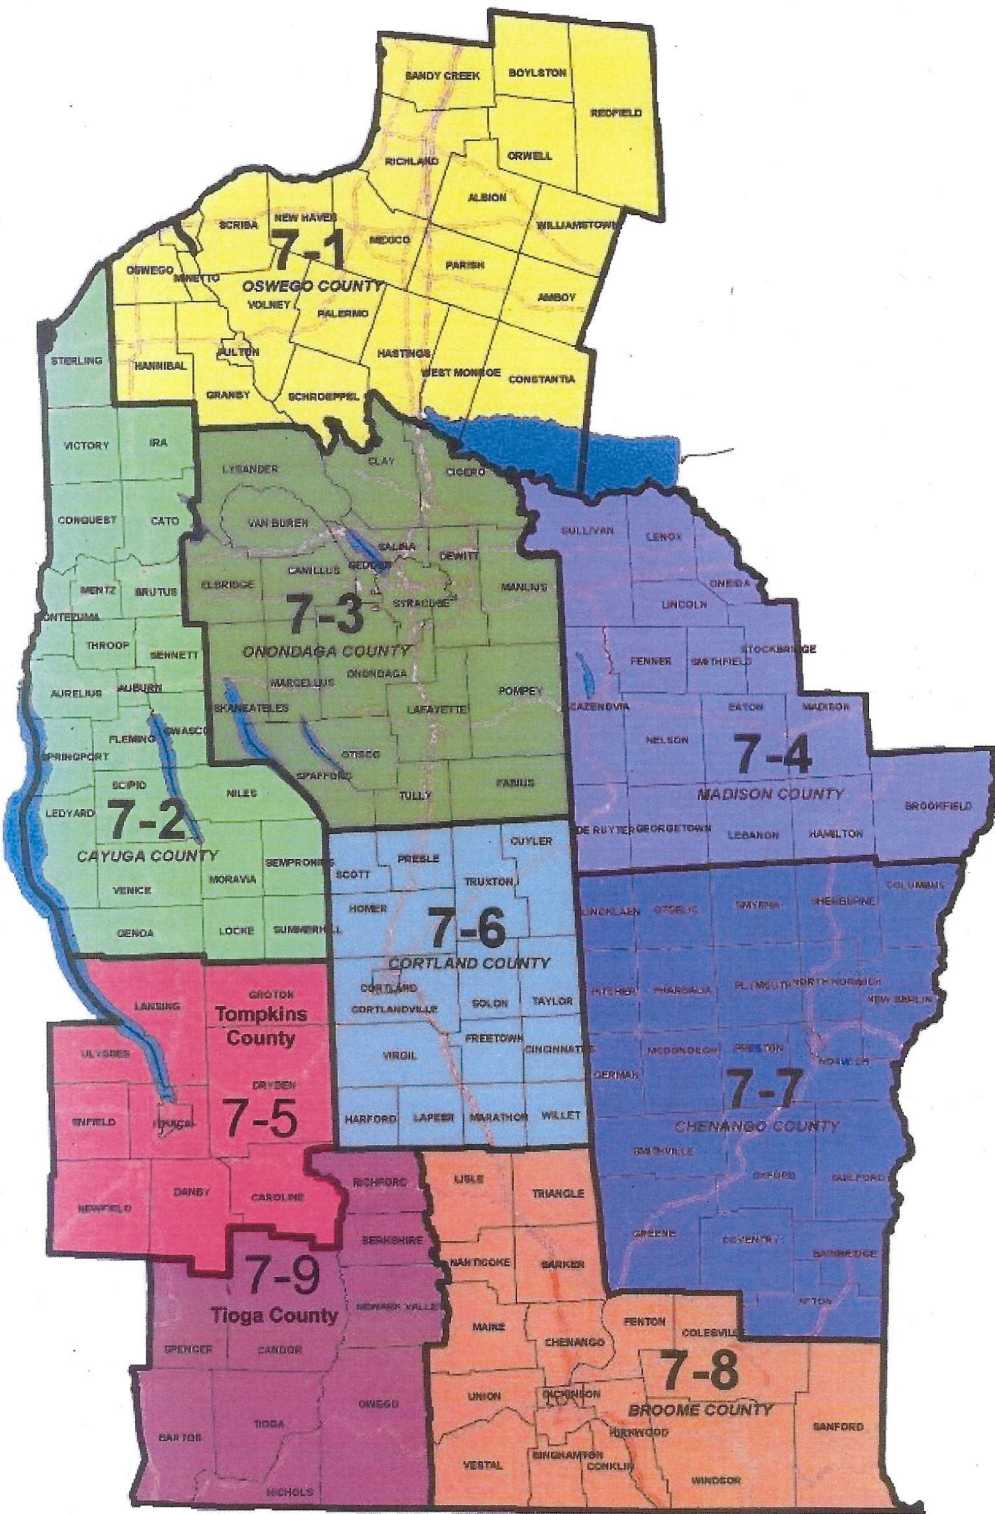 SANDY CREEK
BOYLSTON
REDFIELD
RICHLAND
ORWELL
ALBION
WILLIAMSTOWN
SCRIBA
NEW HAVEN
MEXICO
7-1
OSWEGO COUNTY
OSWEGO
MINETTO
VOLNEY
PALERMO
PARISH
AMBOY
HANNIBAL
FULTON
GRANBY
SCHROEPPEL
HASTINGS
WEST MONROE
CONSTANTIA
STERLING
VICTORY
IRA
CONQUEST
CATO
MENTZ
BRUTUS
ONTEZUMA
THROOP
SENNETT
AURELIUS
AUBURN
FLEMING
OWASCO
SPRINGPORT
SCIPIO
NILES
LEDYARD
7-2
CAYUGA COUNTY
SEMPRONIUS
VENICE
MORAVIA
GENOA
LOCKE
SUMMERHILL
LYSANDER
CLAY
CICERO
VAN BUREN
SALINA
DEWITT
ELBRIDGE
CAMILLUS
GEDDES
MANLIUS
SYRACUSE
7-3
ONONDAGA COUNTY
MARCELLUS
ONONDAGA
SKANEATELES
LAFAYETTE
POMPEY
OTISCO
SPAFFORD
TULLY
FABIUS
SULLIVAN
LENOX
ONEIDA
LINCOLN
STOCKBRIDGE
FENNER
SMITHFIELD
CAZENOVIA
EATON
MADISON
NELSON
7-4
MADISON COUNTY
BROOKFIELD
DE RUYTER
GEORGETOWN
LEBANON
HAMILTON
CUYLER
PREBLE
SCOTT
TRUXTON
HOMER
7-6
CORTLAND COUNTY
CORTLAND
CORTLANDVILLE
SOLON
TAYLOR
FREETOWN
CINCINNATUS
VIRGIL
HARFORD
LAPEER
MARATHON
WILLET
COLUMBUS
LINCKLAEN
OTSELIC
SMYRNA
SHERBURNE
PITCHER
PHARSALIA
PLYMOUTH
NORTH NORWICH
NEW BERLIN
MCDONOUGH
PRESTON
NORWICH
GERMAN
7-7
CHENANGO COUNTY
SMITHVILLE
OXFORD
GUILFORD
GREENE
COVENTRY
BAINBRIDGE
AFTON
LANSING
GROTON
Tompkins
County
ULYSSES
DRYDEN
7-5
ENFIELD
ITHACA
DANBY
CAROLINE
NEWFIELD
RICHFORD
BERKSHIRE
7-9
Tioga County
NEWARK VALLEY
SPENCER
CANDOR
OWEGO
TIOGA
BARTON
NICHOLS
LISLE
TRIANGLE
NANTICOKE
BARKER
MAINE
FENTON
COLESVILLE
CHENANGO
7-8
BROOME COUNTY
UNION
DICKINSON
KIRKWOOD
SANFORD
BINGHAMTON
VESTAL
CONKLIN
WINDSOR